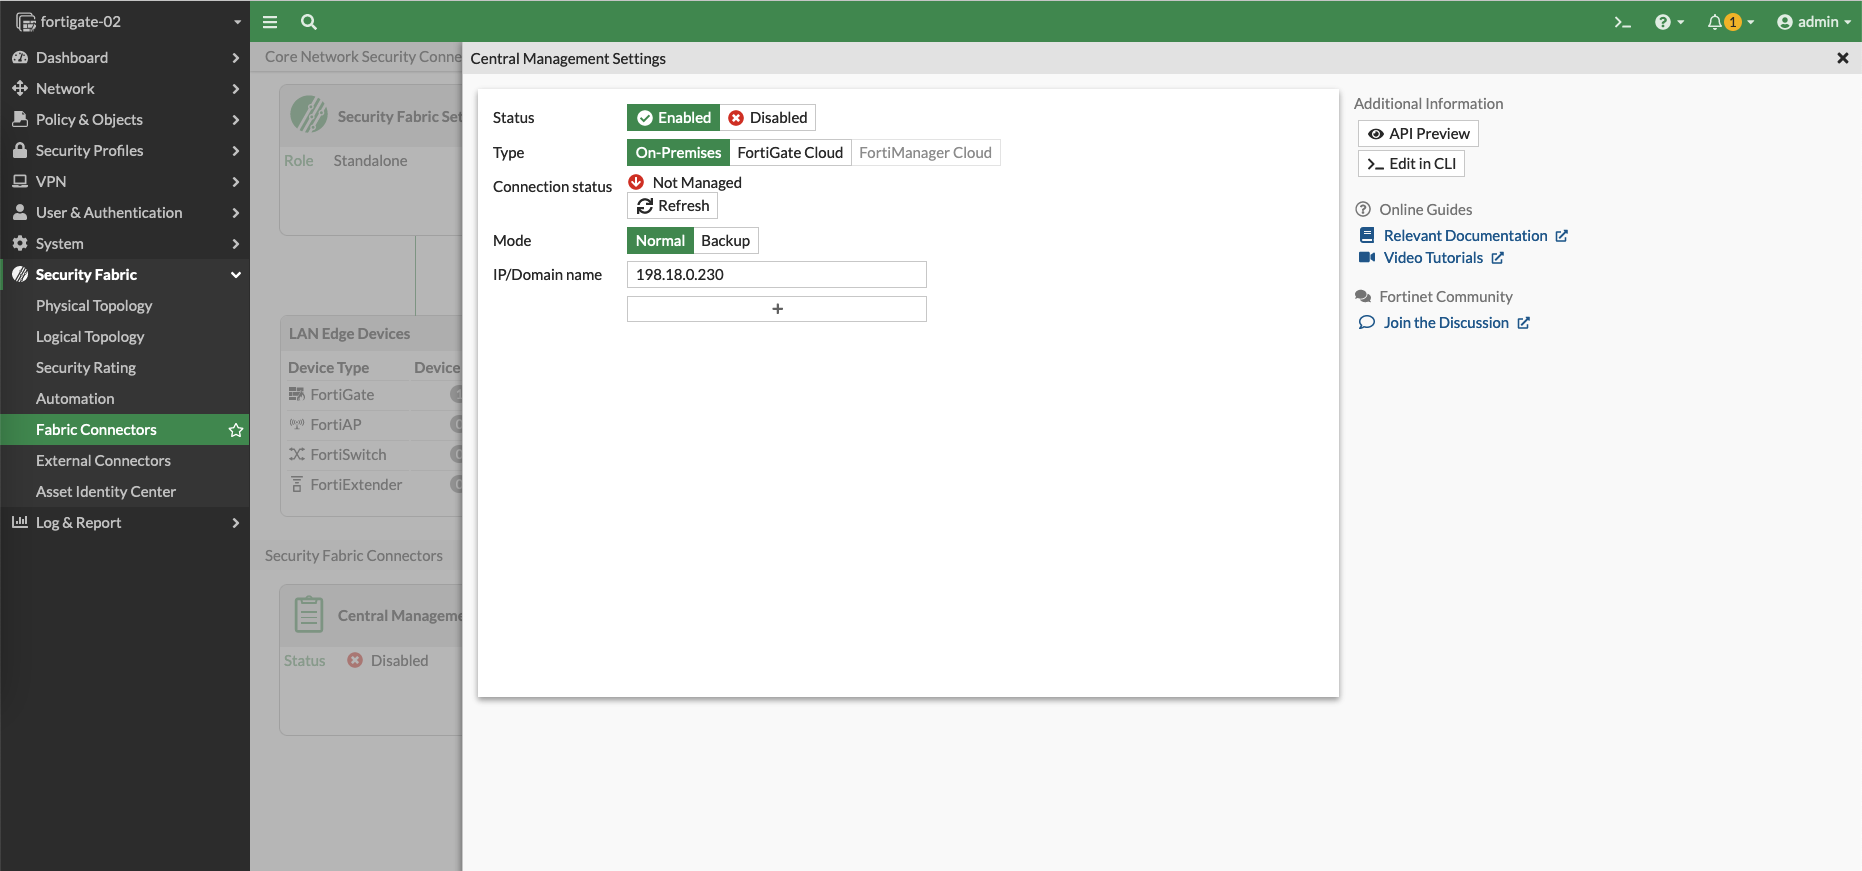 fortigate-02
Dashboard
Network
Policy & Objects
Security Profiles
VPN
User & Authentication
System
Security Fabric
Physical Topology
Logical Topology
Security Rating
Automation
Fabric Connectors
External Connectors
Asset Identity Center
Log & Report
1
admin
Core Network Security Conne
Security Fabric Set
Role Standalone
LAN Edge Devices
Device Type Device
FortiGate
FortiAP
FortiSwitch
FortiExtender
Security Fabric Connectors
Central Manageme
Status Disabled
Central Management Settings
Status Enabled Disabled
Type On-Premises FortiGate Cloud FortiManager Cloud
Connection status Not Managed
Refresh
Mode Normal Backup
IP/Domain name 198.18.0.230
+
Additional Information
API Preview
>_ Edit in CLI
Online Guides
Relevant Documentation
Video Tutorials
Fortinet Community
Join the Discussion